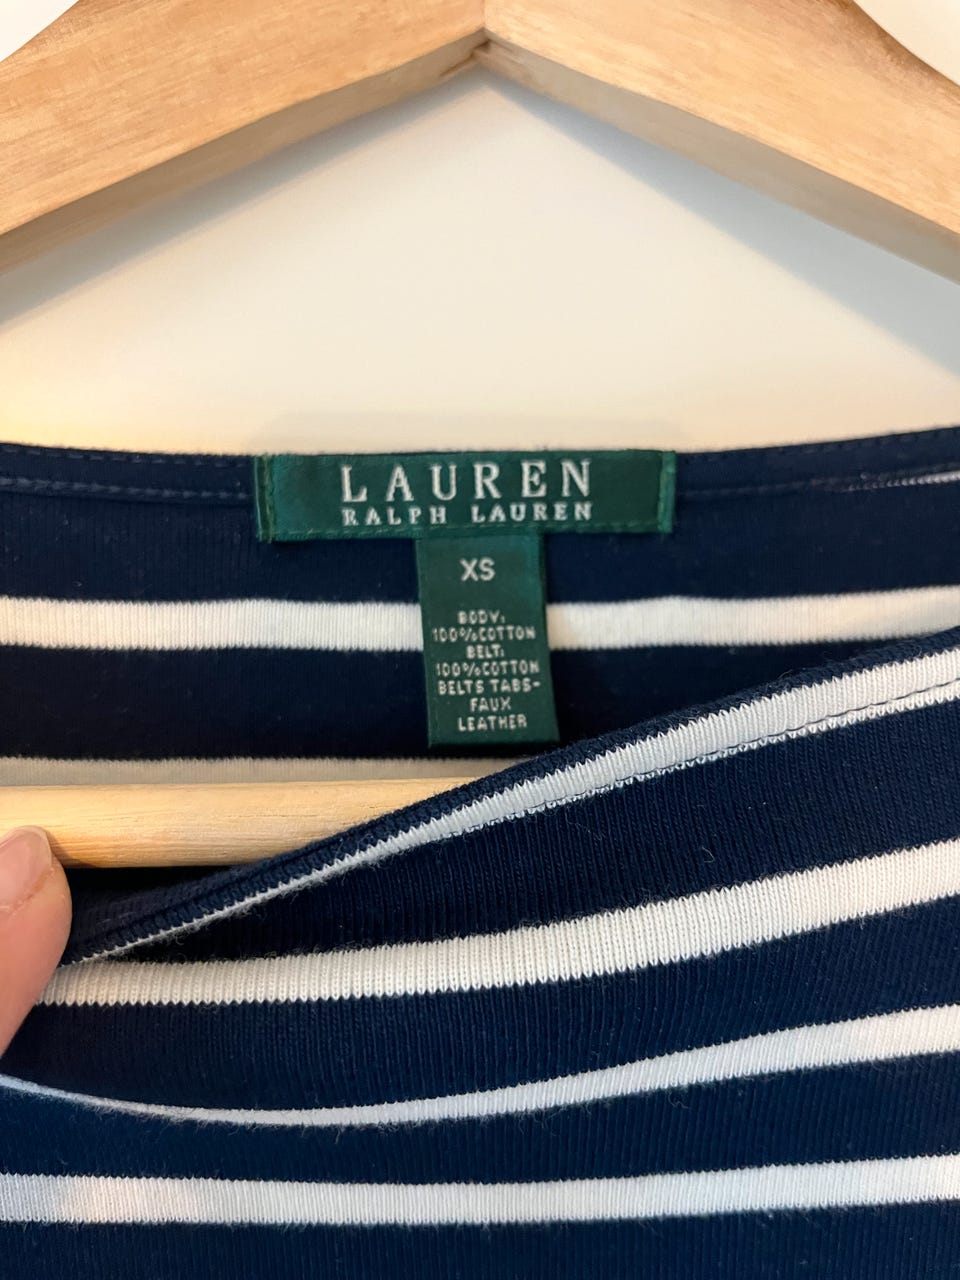 LAUREN
RALPH LAUREN
XS
BODY:
100%COTTON
BELT:
100%COTTON
BELTS TABS-
FAUX
LEATHER